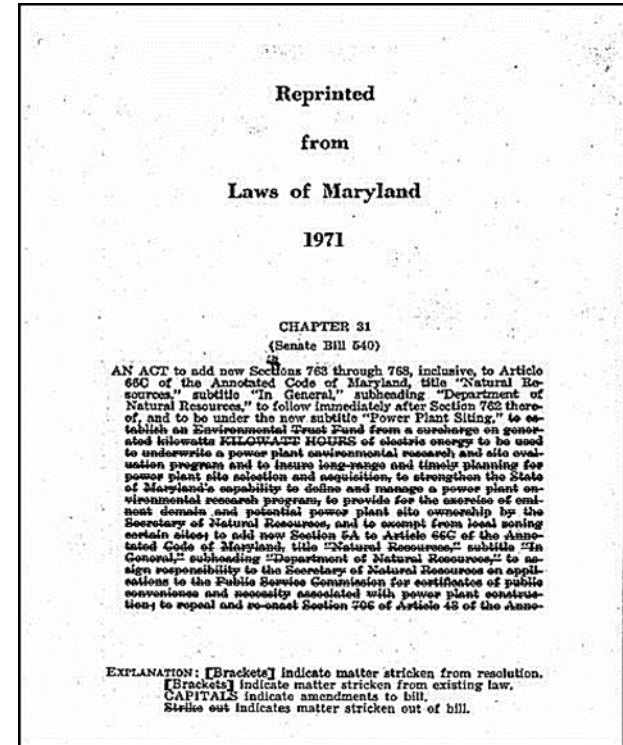 Reprinted
from
Laws of Maryland
1971
CHAPTER 31
(Senate Bill 540)
AN ACT to add new Sections 763 through 768, inclusive, to Article
66C of the Annotated Code of Maryland, title "Natural Re-
sources," subtitle "In General," subheading "Department of
Natural Resources," to follow immediately after Section 762 there-
of, and to be under the new subtitle "Power Plant Siting," to es-
tablish an Environmental Trust Fund from a surcharge on gener-
ated kilowatts KILOWATT HOURS of electric energy to be used
to underwrite a power plant environmental research and site eval-
uation program and to insure long-range and timely planning for
power plant site selection and acquisition, to strengthen the State
of Maryland's capability to define and manage a power plant en-
vironmental research program, to provide for the exercise of emi-
nent domain and potential power plant site ownership by the
Secretary of Natural Resources, and to exempt from local zoning
certain sites; to add new Section 5A to Article 66C of the Anno-
tated Code of Maryland, title "Natural Resources," subtitle "In
General," subheading "Department of Natural Resources," to as-
sign responsibility to the Secretary of Natural Resources on appli-
cations to the Public Service Commission for certificates of public
convenience and necessity associated with power plant construc-
tion; to repeal and re-enact Section 706 of Article 43 of the Anno-
EXPLANATION: [Brackets] indicate matter stricken from resolution.
[Brackets] indicate matter stricken from existing law.
CAPITALS indicate amendments to bill.
Strike out indicates matter stricken out of bill.